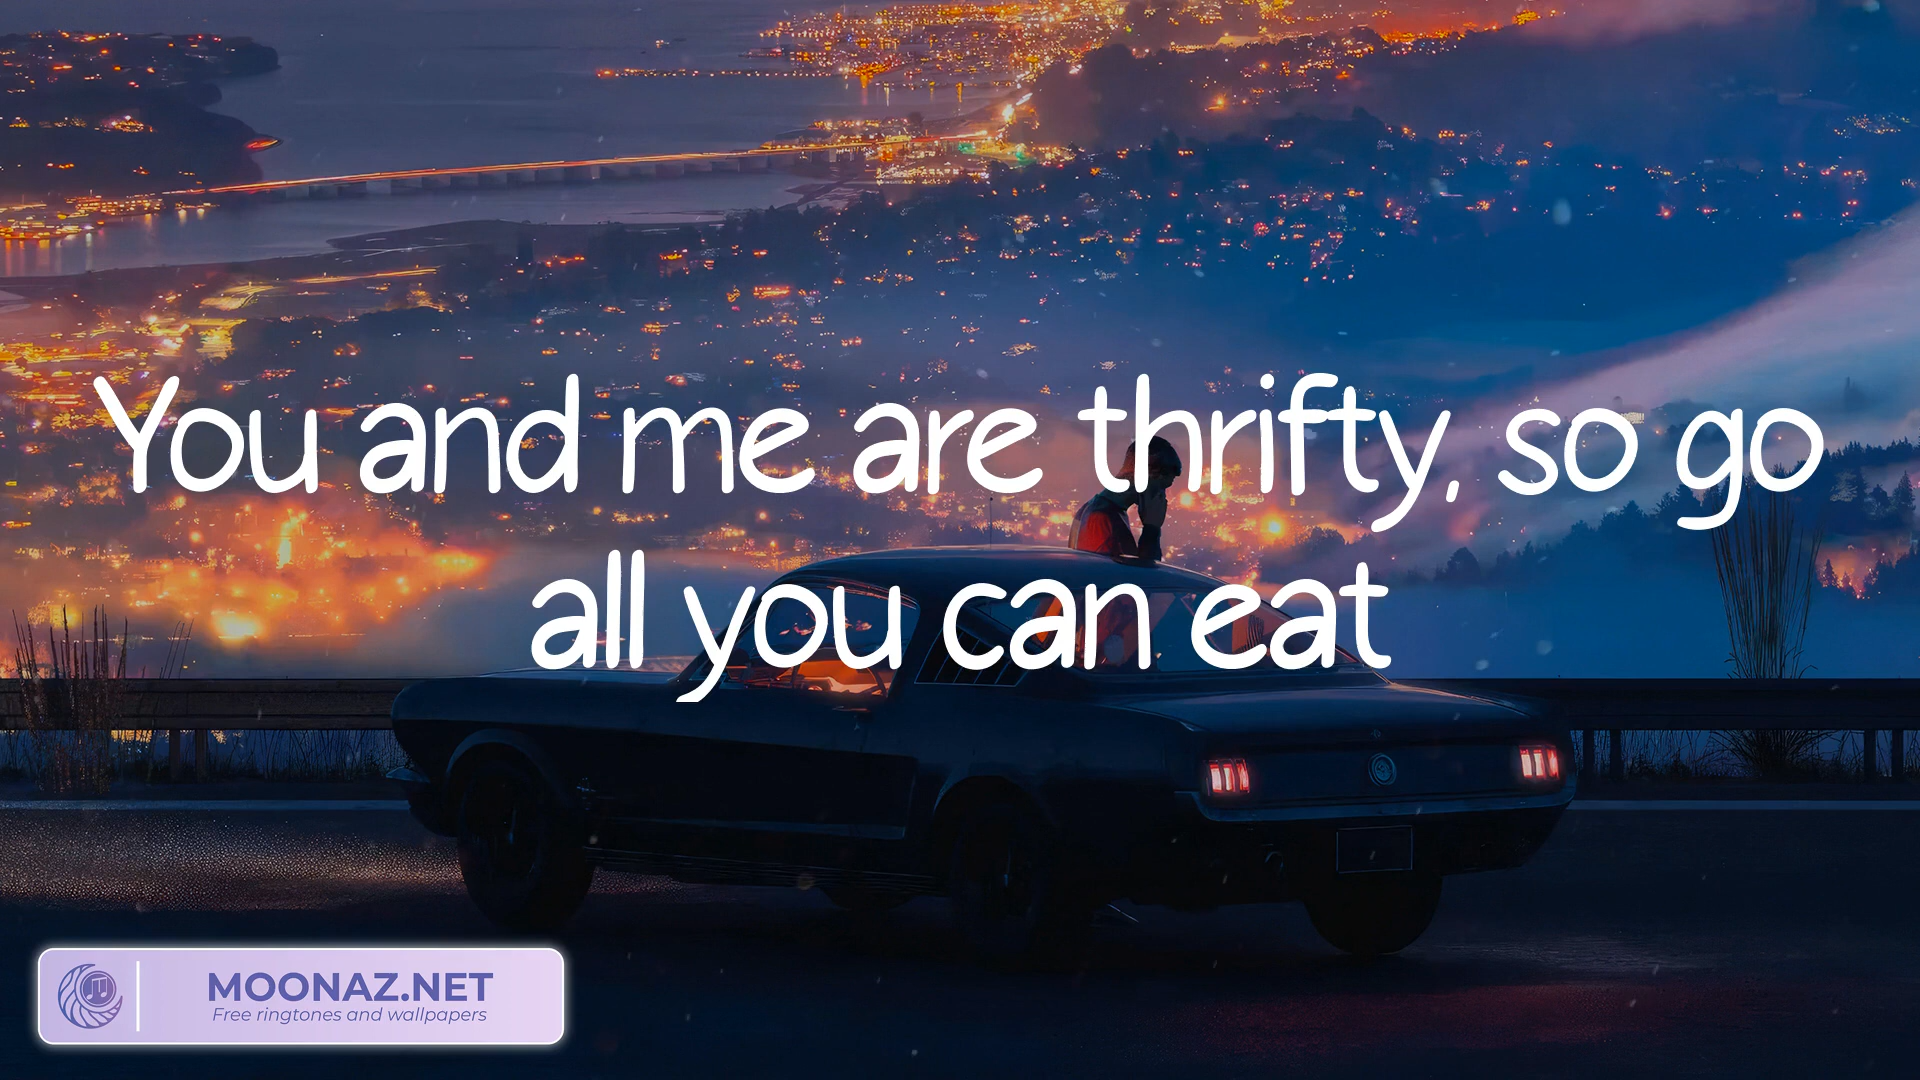 You and me are thrifty, so go
all you can eat
MOONAZ.NET
Free ringtones and wallpapers